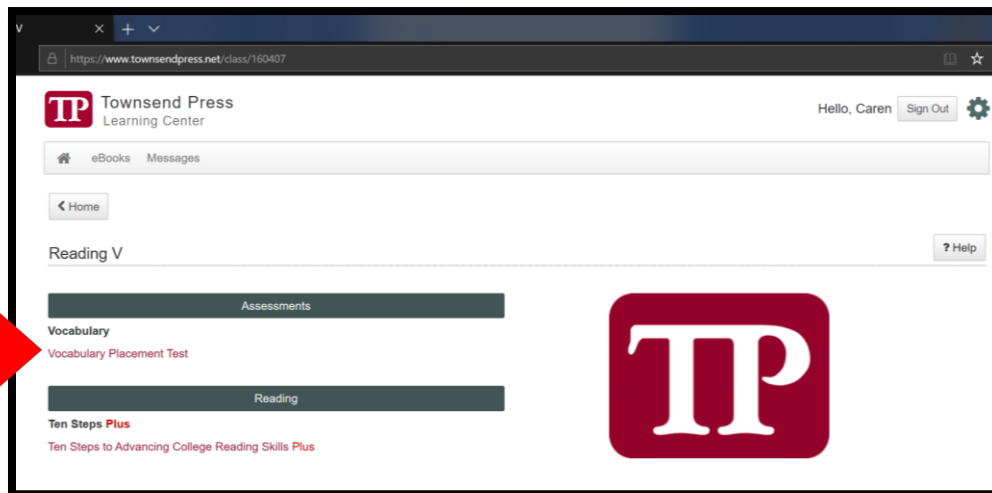 V
https://www.townsendpress.net/class/160407
TP
Townsend Press
Learning Center
Hello, Caren
Sign Out
eBooks Messages
Home
Reading V
? Help
Assessments
Vocabulary
Vocabulary Placement Test
Reading
Ten Steps Plus
Ten Steps to Advancing College Reading Skills Plus
TP